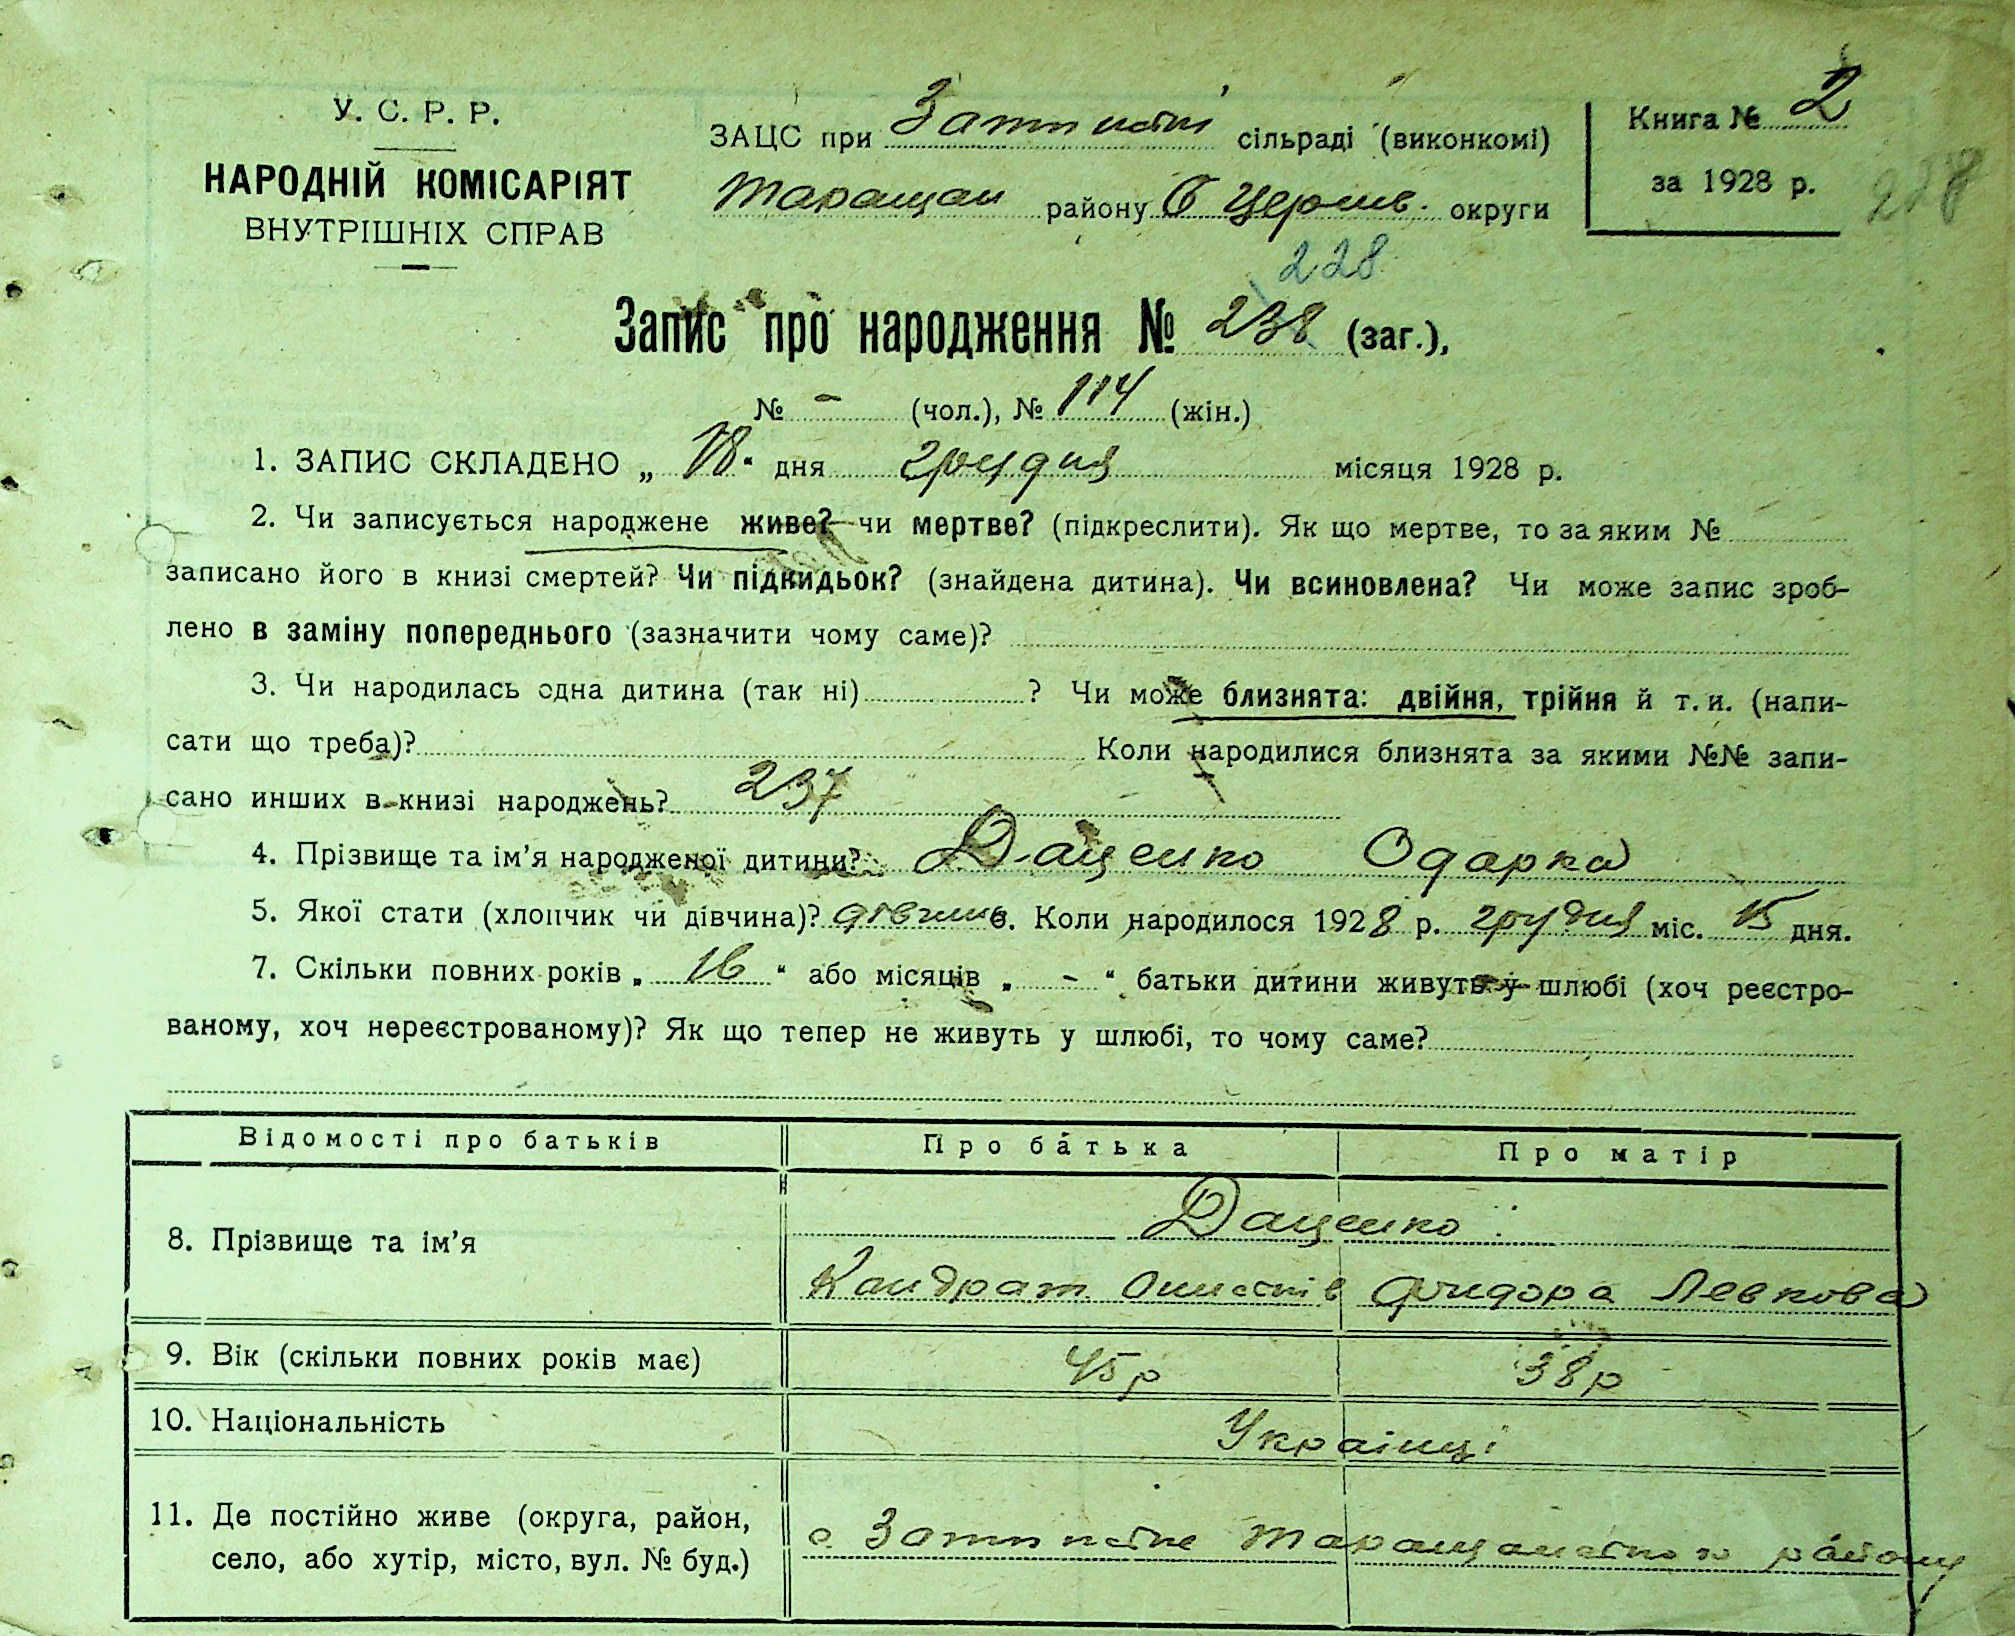 У. С. Р. Р.
НАРОДНІЙ КОМІСАРІЯТ
ВНУТРІШНІХ СПРАВ
ЗАЦС при сільраді (виконкомі)
Таращан району Б Церків. округи
Книга № 2
за 1928 р.
228
228
Запис про народження № 238 (заг.),
№ - (чол.), № 114 (жін.)
1. ЗАПИС СКЛАДЕНО „ 18 “ дня грудня місяця 1928 р.
2. Чи записується народжене живе? чи мертве? (підкреслити). Як що мертве, то за яким №
записано його в книзі смертей? Чи підкидьок? (знайдена дитина). Чи всиновлена? Чи може запис зроб-
лено в заміну попереднього (зазначити чому саме)?
3. Чи народилась одна дитина (так ні) ? Чи може близнята: двійня, трійня й т. и. (напи-
сати що треба)? Коли народилися близнята за якими №№ запи-
сано инших в книзі народжень? 237
4. Прізвище та ім’я народженої дитини? Даценко Одарка
5. Якої стати (хлопчик чи дівчина)? дівчина. Коли народилося 1928 р. грудня міс. 15 дня.
7. Скільки повних років „ 16 “ або місяців „ - “ батьки дитини живуть у шлюбі (хоч реєстро-
ваному, хоч нереєстрованому)? Як що тепер не живуть у шлюбі, то чому саме?
Відомості про батьків Про батька Про матір
8. Прізвище та ім’я Даценко
Кондрат Левкова
9. Вік (скільки повних років має) 45 р 38 р
10. Національність Українці
11. Де постійно живе (округа, район,
село, або хутір, місто, вул. № буд.) с. Таращанського району